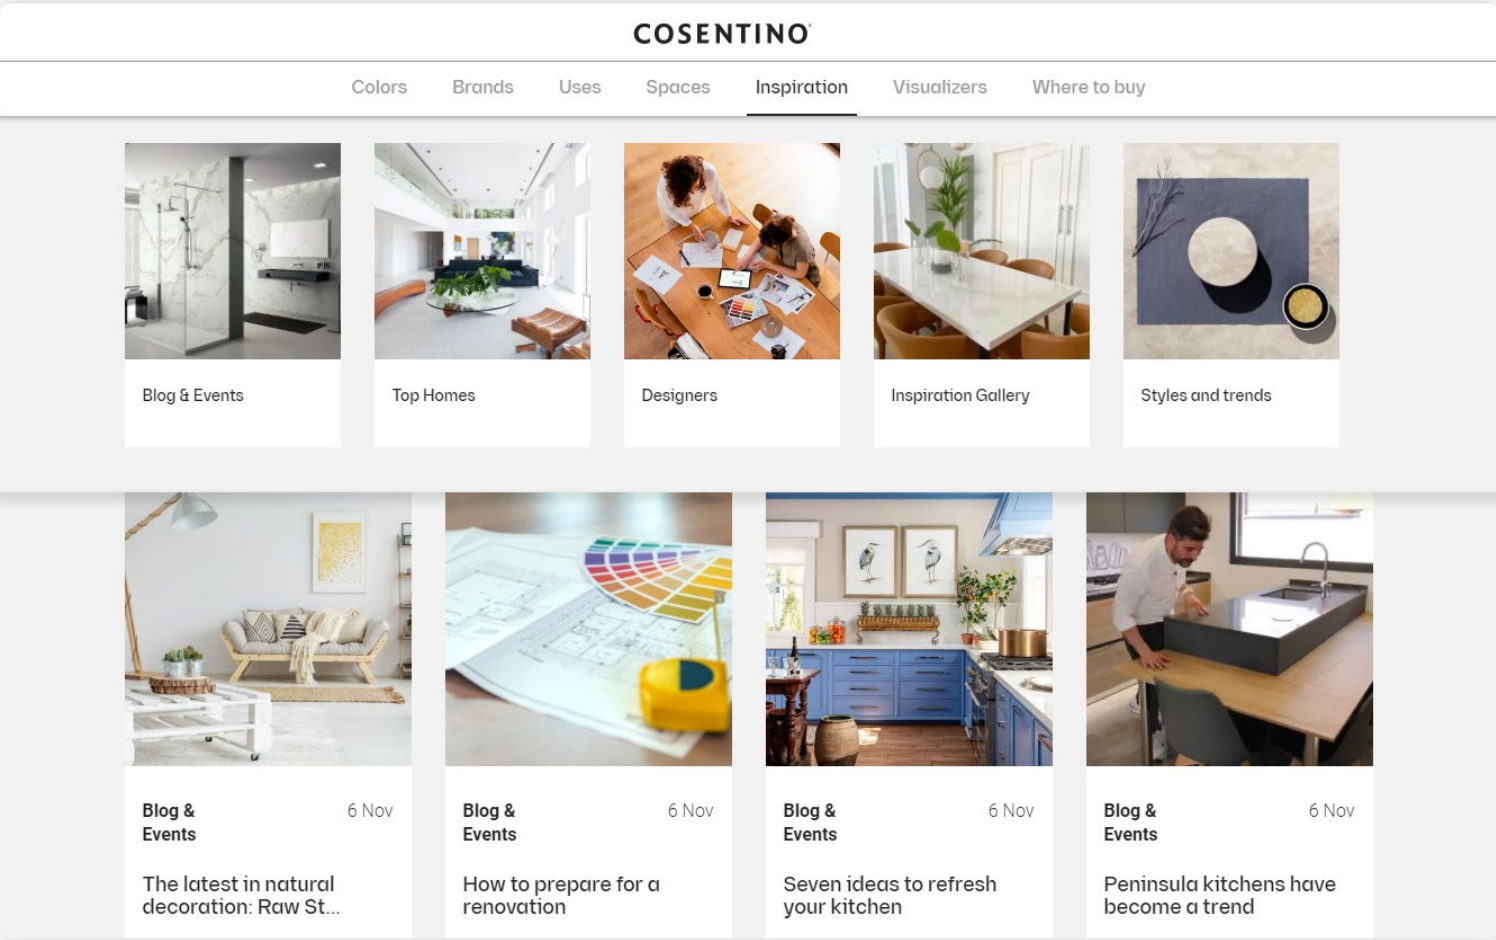 COSENTINO
Colors Brands Uses Spaces Inspiration Visualizers Where to buy
Blog & Events
Top Homes
Designers
Inspiration Gallery
Styles and trends
Blog &
Events
6 Nov
The latest in natural
decoration: Raw St...
Blog &
Events
6 Nov
How to prepare for a
renovation
Blog &
Events
6 Nov
Seven ideas to refresh
your kitchen
Blog &
Events
6 Nov
Peninsula kitchens have
become a trend